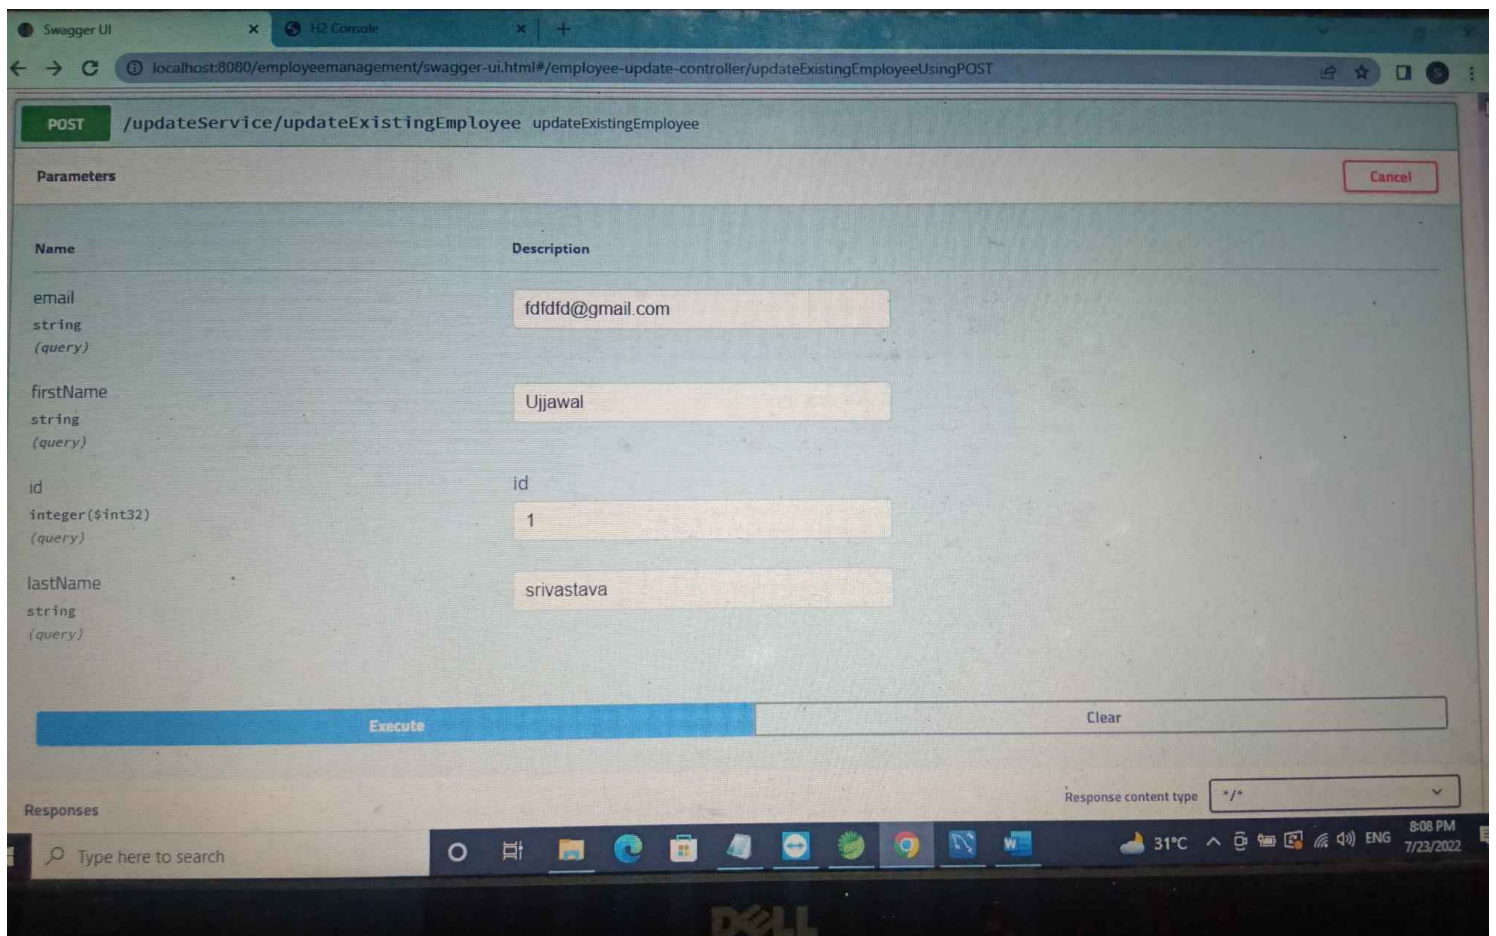 Swagger UI
H2 Console
localhost:8080/employeemanagement/swagger-ui.html#/employee-update-controller/updateExistingEmployeeUsingPOST
S
POST /updateService/updateExistingEmployee updateExistingEmployee
Parameters
Cancel
Name Description
email
string
(query)
fdfdfd@gmail.com
firstName
string
(query)
Ujjawal
id
integer($int32)
(query)
id
1
lastName
string
(query)
srivastava
Execute
Clear
Responses
Response content type */*
Type here to search
W
31°C
ENG
8:08 PM
7/23/2022
DELL